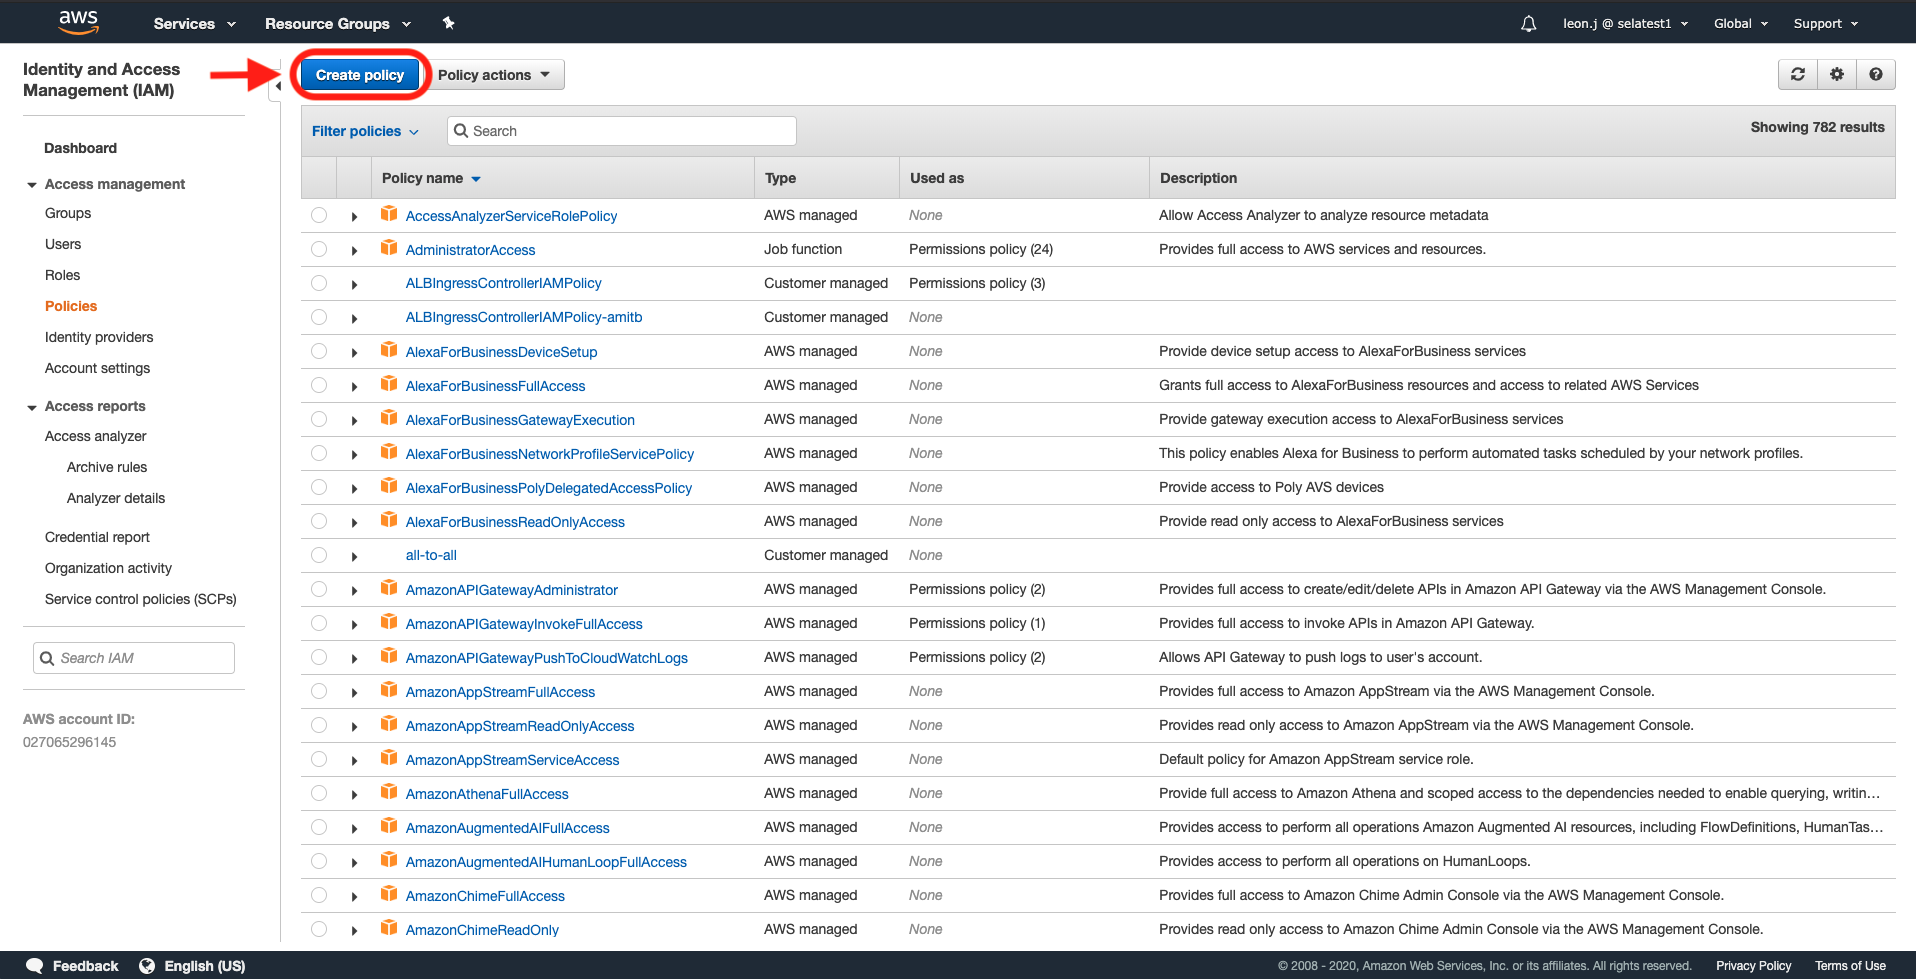 aws Services Resource Groups leon.j @ selatest1 Global Support
Identity and Access
Management (IAM)
Dashboard
Access management
Groups
Users
Roles
Policies
Identity providers
Account settings
Access reports
Access analyzer
Archive rules
Analyzer details
Credential report
Organization activity
Service control policies (SCPs)
Search IAM
AWS account ID:
027065296145
Create policy Policy actions
Filter policies Search Showing 782 results
Policy name Type Used as Description
AccessAnalyzerServiceRolePolicy AWS managed None Allow Access Analyzer to analyze resource metadata
AdministratorAccess Job function Permissions policy (24) Provides full access to AWS services and resources.
ALBIngressControllerIAMPolicy Customer managed Permissions policy (3)
ALBIngressControllerIAMPolicy-amitb Customer managed None
AlexaForBusinessDeviceSetup AWS managed None Provide device setup access to AlexaForBusiness services
AlexaForBusinessFullAccess AWS managed None Grants full access to AlexaForBusiness resources and access to related AWS Services
AlexaForBusinessGatewayExecution AWS managed None Provide gateway execution access to AlexaForBusiness services
AlexaForBusinessNetworkProfileServicePolicy AWS managed None This policy enables Alexa for Business to perform automated tasks scheduled by your network profiles.
AlexaForBusinessPolyDelegatedAccessPolicy AWS managed None Provide access to Poly AVS devices
AlexaForBusinessReadOnlyAccess AWS managed None Provide read only access to AlexaForBusiness services
all-to-all Customer managed None
AmazonAPIGatewayAdministrator AWS managed Permissions policy (2) Provides full access to create/edit/delete APIs in Amazon API Gateway via the AWS Management Console.
AmazonAPIGatewayInvokeFullAccess AWS managed Permissions policy (1) Provides full access to invoke APIs in Amazon API Gateway.
AmazonAPIGatewayPushToCloudWatchLogs AWS managed Permissions policy (2) Allows API Gateway to push logs to user's account.
AmazonAppStreamFullAccess AWS managed None Provides full access to Amazon AppStream via the AWS Management Console.
AmazonAppStreamReadOnlyAccess AWS managed None Provides read only access to Amazon AppStream via the AWS Management Console.
AmazonAppStreamServiceAccess AWS managed None Default policy for Amazon AppStream service role.
AmazonAthenaFullAccess AWS managed None Provide full access to Amazon Athena and scoped access to the dependencies needed to enable querying, writin…
AmazonAugmentedAIFullAccess AWS managed None Provides access to perform all operations Amazon Augmented AI resources, including FlowDefinitions, HumanTas…
AmazonAugmentedAIHumanLoopFullAccess AWS managed None Provides access to perform all operations on HumanLoops.
AmazonChimeFullAccess AWS managed None Provides full access to Amazon Chime Admin Console via the AWS Management Console.
AmazonChimeReadOnly AWS managed None Provides read only access to Amazon Chime Admin Console via the AWS Management Console.
Feedback English (US) © 2008 - 2020, Amazon Web Services, Inc. or its affiliates. All rights reserved. Privacy Policy Terms of Use